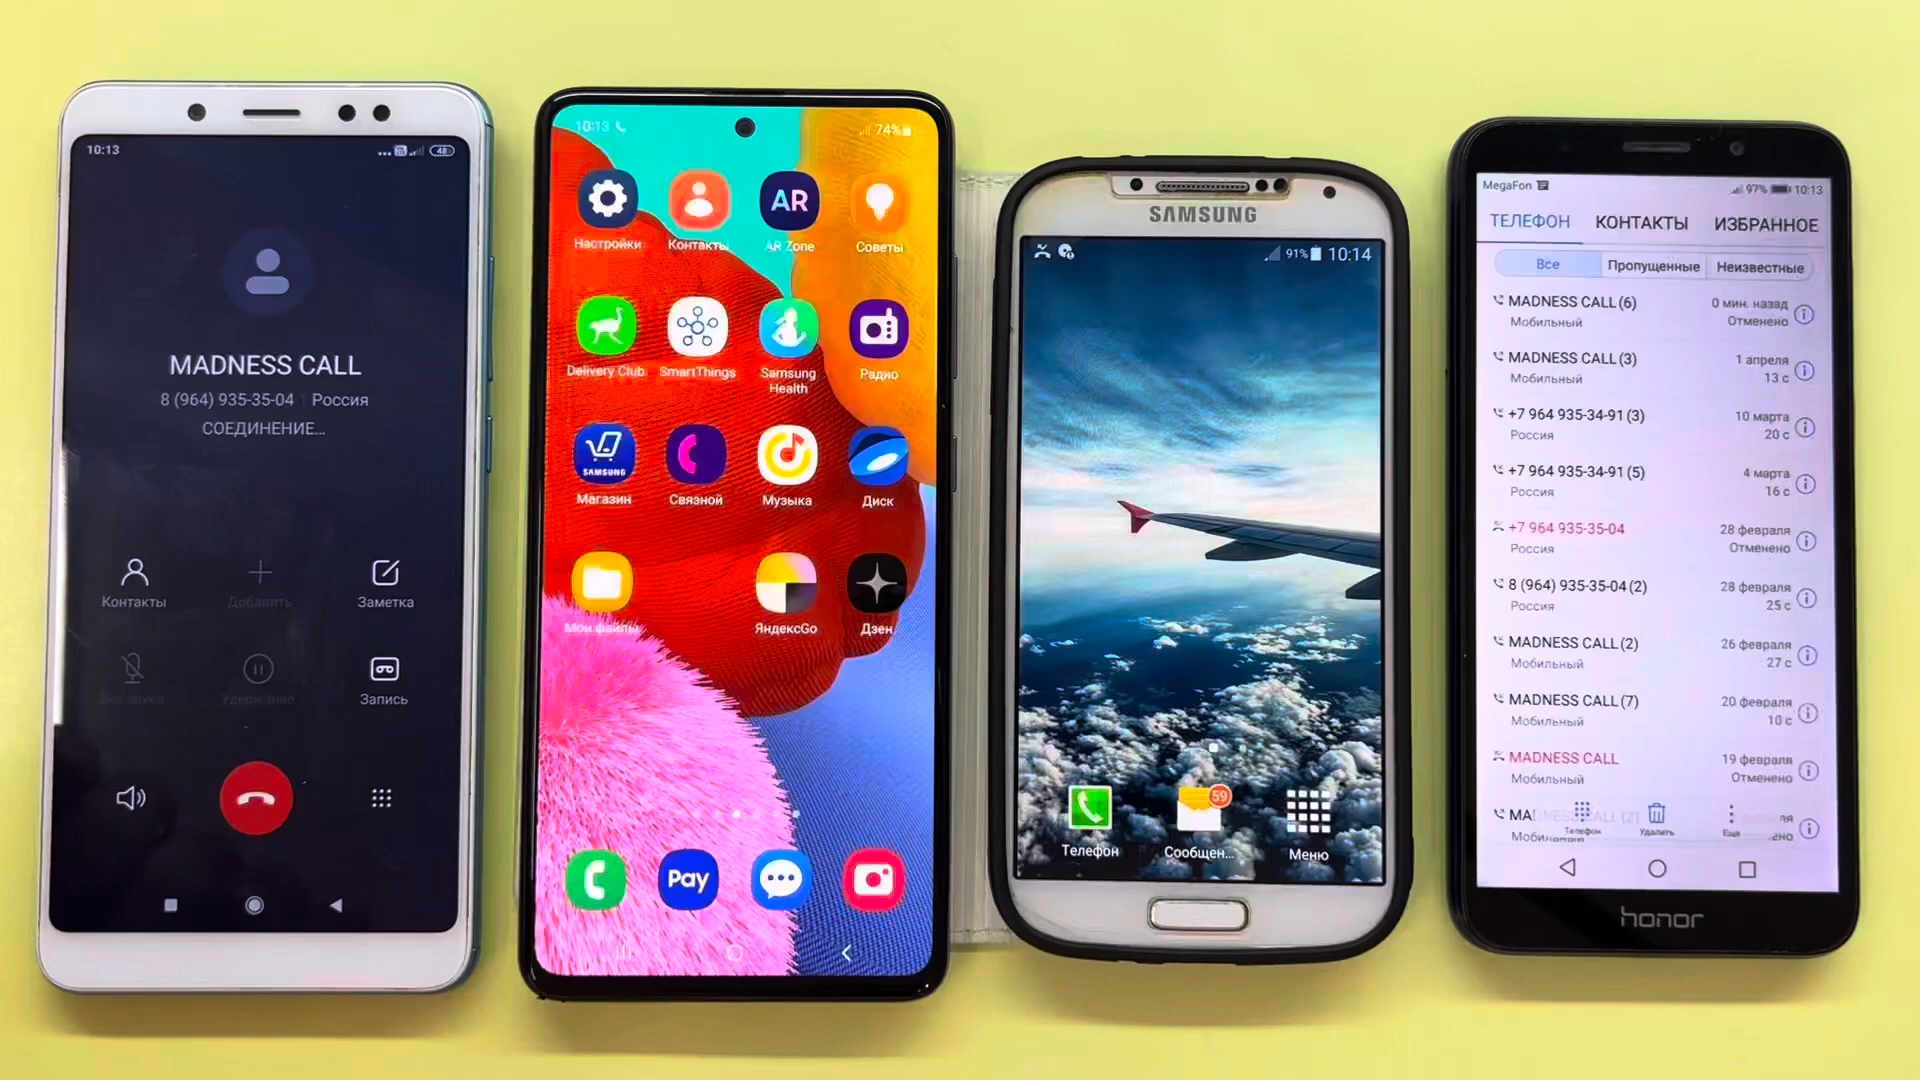 10:13
48
MADNESS CALL
8 (964) 935-35-04 Россия
СОЕДИНЕНИЕ...
Контакты Добавить Заметка
Удержание Запись
10:13 74%
AR
Настройки Контакты AR Zone Советы
Delivery Club SmartThings Samsung Health Радио
SAMSUNG
Магазин Связной Музыка Диск
Мои файлы ЯндексGo Дзен
Pay
SAMSUNG
91% 10:14
59
Телефон Сообщен... Меню
MegaFon 97% 10:13
ТЕЛЕФОН КОНТАКТЫ ИЗБРАННОЕ
Все Пропущенные Неизвестные
MADNESS CALL (6) 0 мин. назад
Мобильный Отменено
MADNESS CALL (3) 1 апреля
Мобильный 13 с
+7 964 935-34-91 (3) 10 марта
Россия 20 с
+7 964 935-34-91 (5) 4 марта
Россия 16 с
+7 964 935-35-04 28 февраля
Россия Отменено
8 (964) 935-35-04 (2) 28 февраля
Россия 25 с
MADNESS CALL (2) 26 февраля
Мобильный 27 с
MADNESS CALL (7) 20 февраля
Мобильный 10 с
MADNESS CALL 19 февраля
Мобильный Отменено
Телефон Удалить Еще
honor